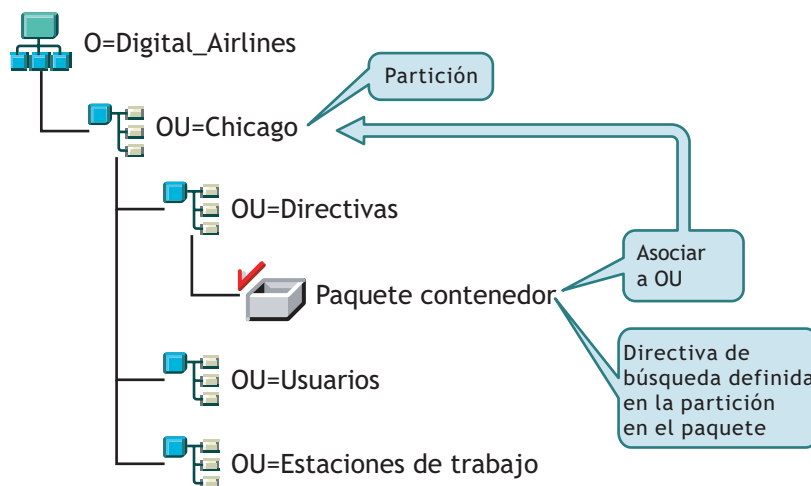 O=Digital_Airlines
Partición
OU=Chicago
OU=Directivas
Asociar
a OU
Paquete contenedor
Directiva de
búsqueda definida
en la partición
en el paquete
OU=Usuarios
OU=Estaciones de trabajo